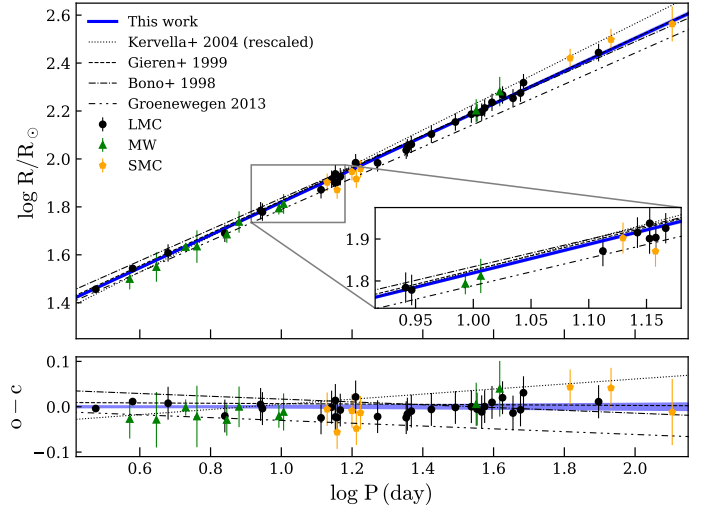 This work
Kervella+ 2004 (rescaled)
Gieren+ 1999
Bono+ 1998
Groenewegen 2013
LMC
MW
SMC
log R/R⊙
2.6
2.4
2.2
2.0
1.8
1.6
1.4
1.9
1.8
0.95 1.00 1.05 1.10 1.15
o − c
0.1
0.0
−0.1
0.6 0.8 1.0 1.2 1.4 1.6 1.8 2.0
log P (day)